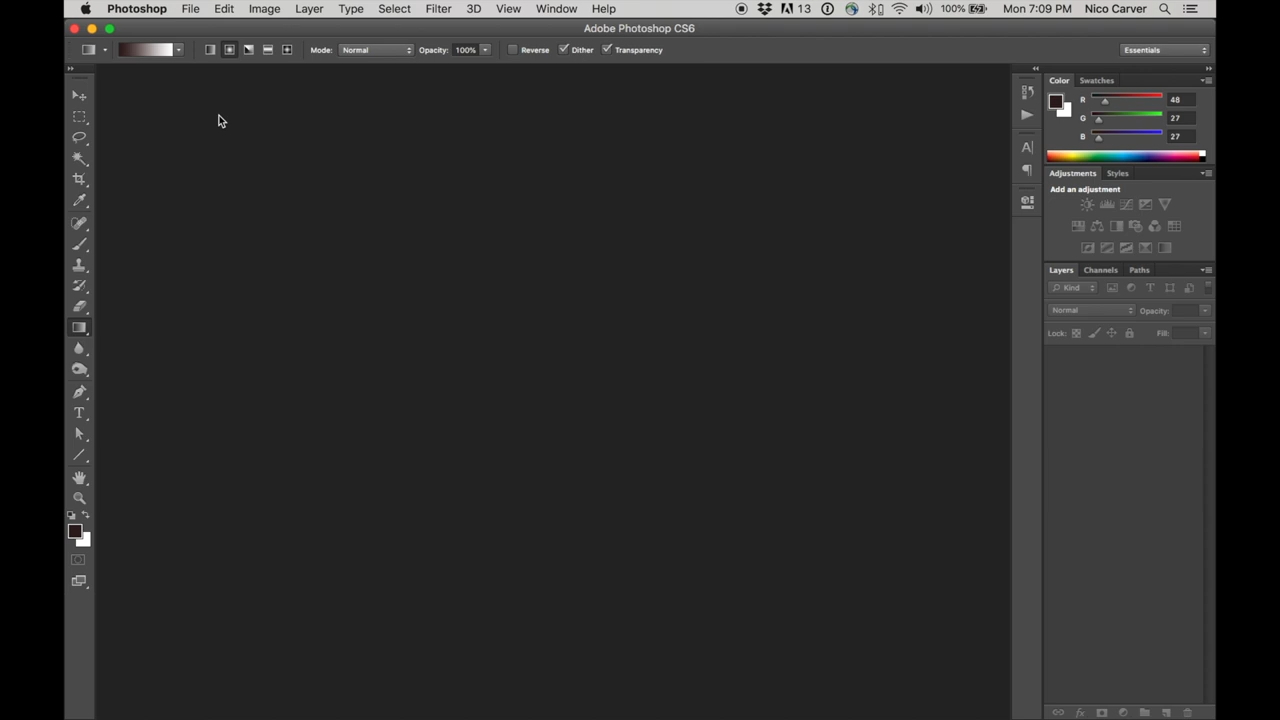 Photoshop File Edit Image Layer Type Select Filter 3D View Window Help 13 100% Mon 7:09 PM Nico Carver
Adobe Photoshop CS6
Mode: Normal Opacity: 100% Reverse Dither Transparency Essentials
Color Swatches
R 48
G 27
B 27
Adjustments Styles
Add an adjustment
Layers Channels Paths
Kind
Normal Opacity:
Lock: Fill: